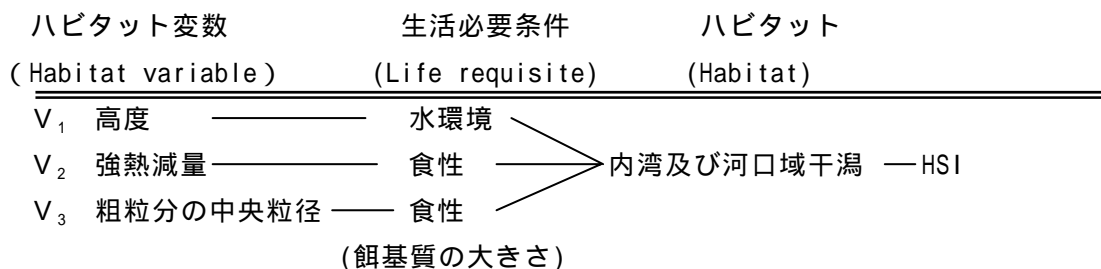 ハビタット変数 生活必要条件 ハビタット
(Habitat variable) (Life requisite) (Habitat)
V₁ 高度 水環境
V₂ 強熱減量 食性 内湾及び河口域干潟 HSI
V₃ 粗粒分の中央粒径 食性
(餌基質の大きさ)